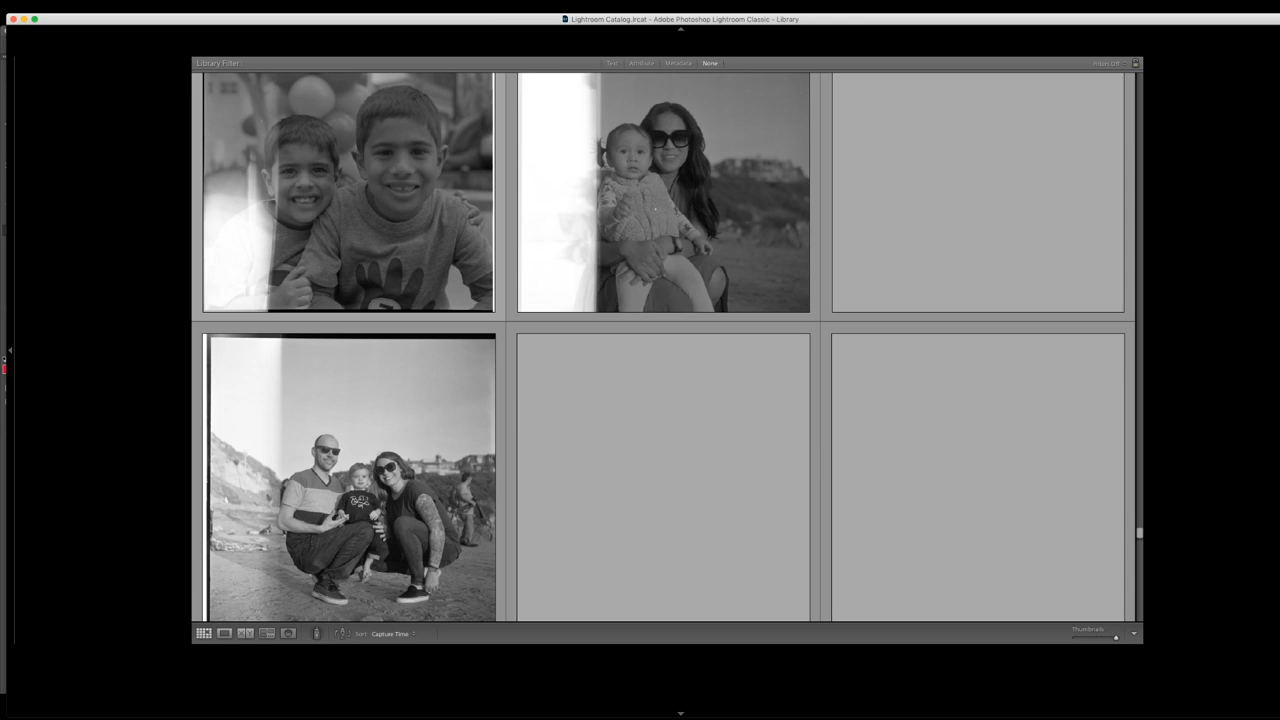 Lightroom Catalog.lrcat - Adobe Photoshop Lightroom Classic - Library
Library Filter: Text Attribute Metadata None Filters Off
Sort: Capture Time Thumbnails